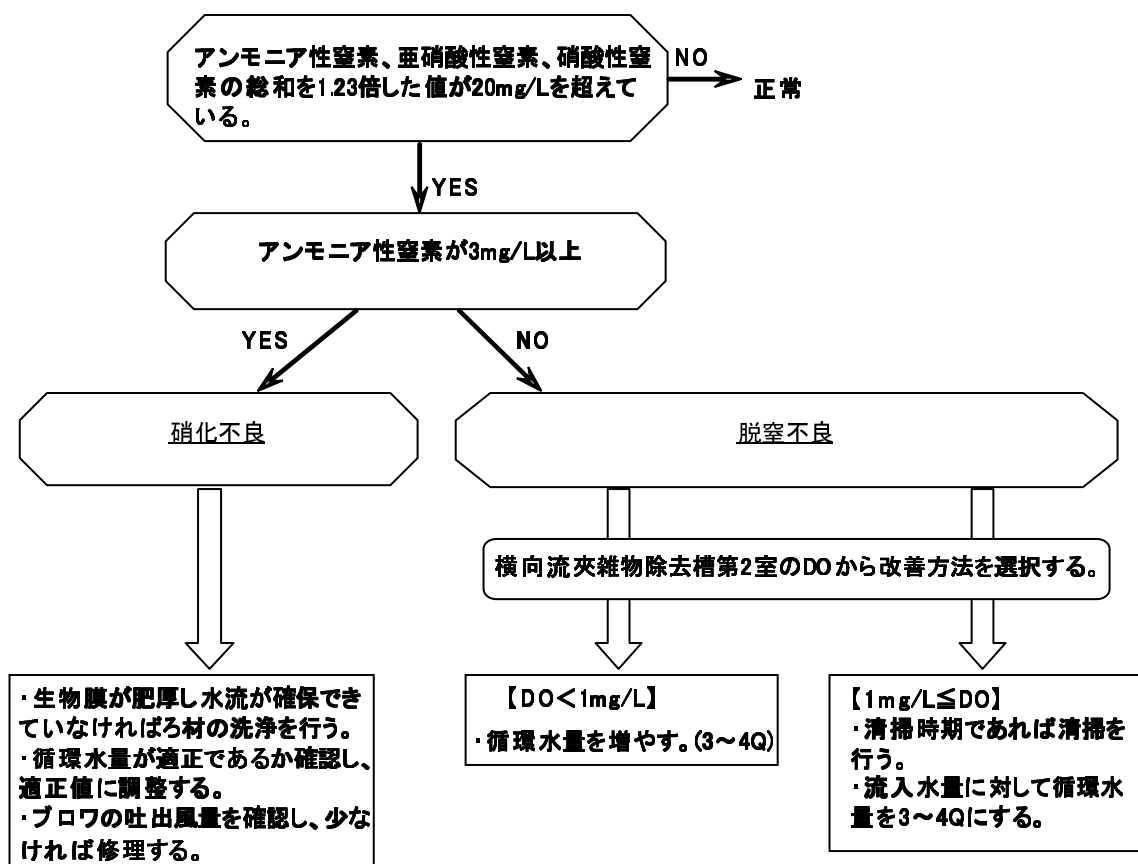 アンモニア性窒素、亜硝酸性窒素、硝酸性窒
素の総和を1.23倍した値が20mg/Lを超えて
いる。
NO
正常
YES
アンモニア性窒素が3mg/L以上
YES
NO
硝化不良
脱窒不良
横向流夾雑物除去槽第2室のDOから改善方法を選択する。
・生物膜が肥厚し水流が確保でき
ていなければろ材の洗浄を行う。
・循環水量が適正であるか確認し、
適正値に調整する。
・ブロワの吐出風量を確認し、少な
ければ修理する。
【DO<1mg/L】
・循環水量を増やす。(3~4Q)
【1mg/L≦DO】
・清掃時期であれば清掃を
行う。
・流入水量に対して循環水
量を3~4Qにする。